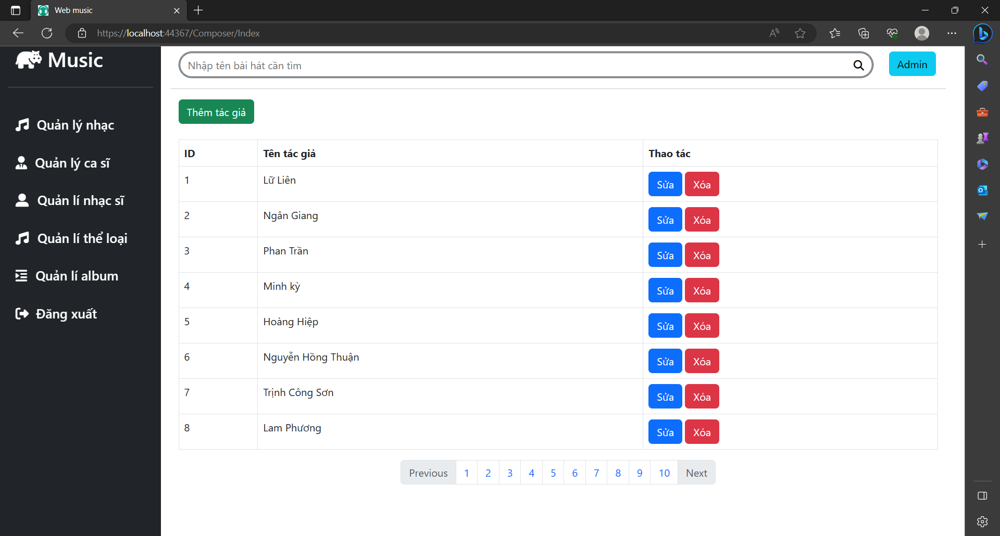 Web music
https://localhost:44367/Composer/Index
Music
Nhập tên bài hát cần tìm
Admin
Quản lý nhạc
Quản lý ca sĩ
Quản lí nhạc sĩ
Quản lí thể loại
Quản lí album
Đăng xuất
Thêm tác giả
ID Tên tác giả Thao tác
1 Lữ Liên Sửa Xóa
2 Ngân Giang Sửa Xóa
3 Phan Trần Sửa Xóa
4 Minh kỳ Sửa Xóa
5 Hoàng Hiệp Sửa Xóa
6 Nguyễn Hồng Thuận Sửa Xóa
7 Trịnh Công Sơn Sửa Xóa
8 Lam Phương Sửa Xóa
Previous 1 2 3 4 5 6 7 8 9 10 Next